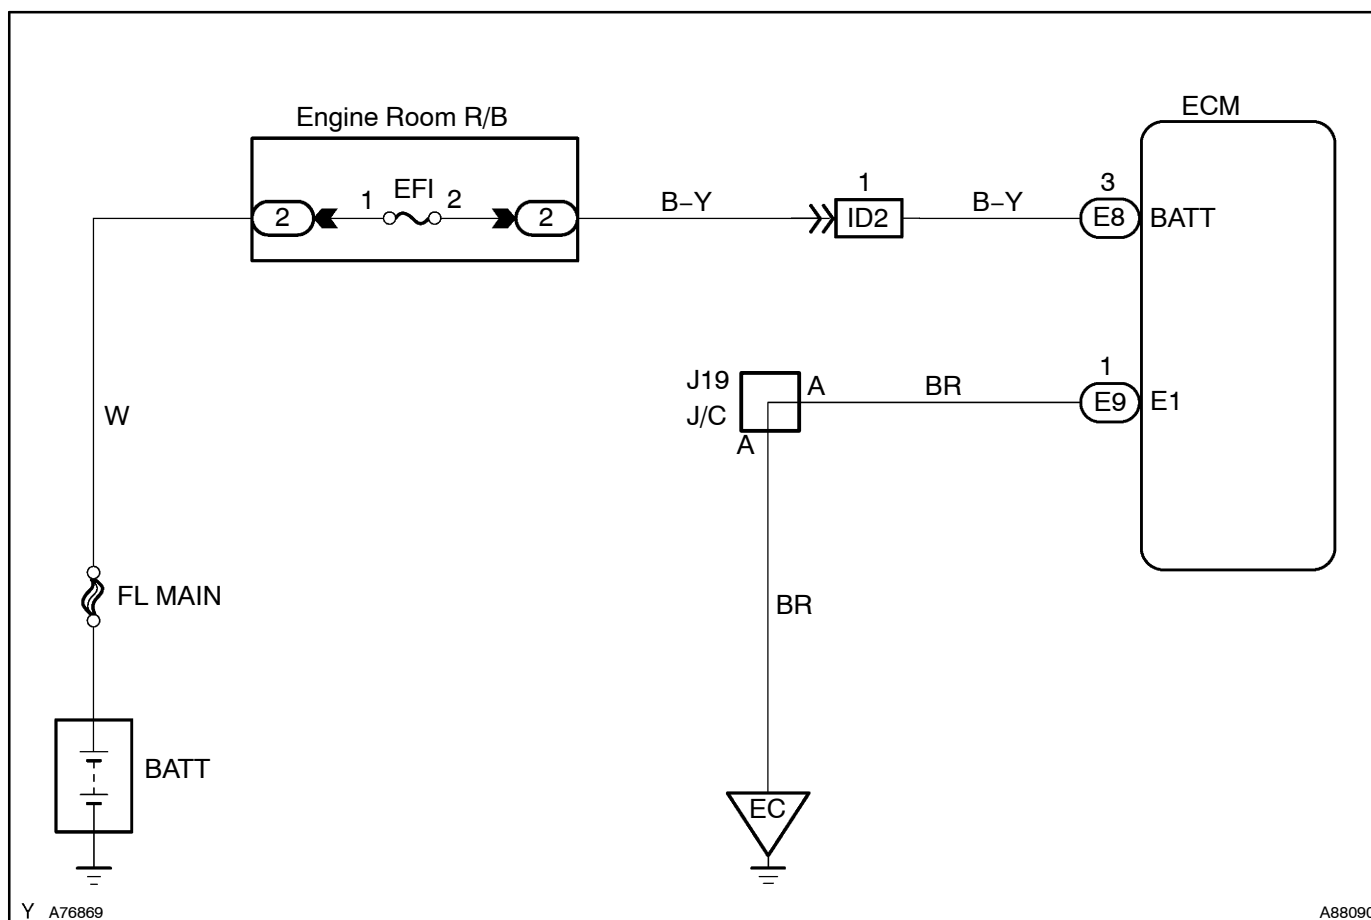 ECM
Engine Room R/B
EFI
1
2
2
2
B–Y
1
ID2
B–Y
3
E8
BATT
J19
J/C
A
A
BR
1
E9
E1
W
FL MAIN
BR
BATT
EC
Y
A76869
A88090